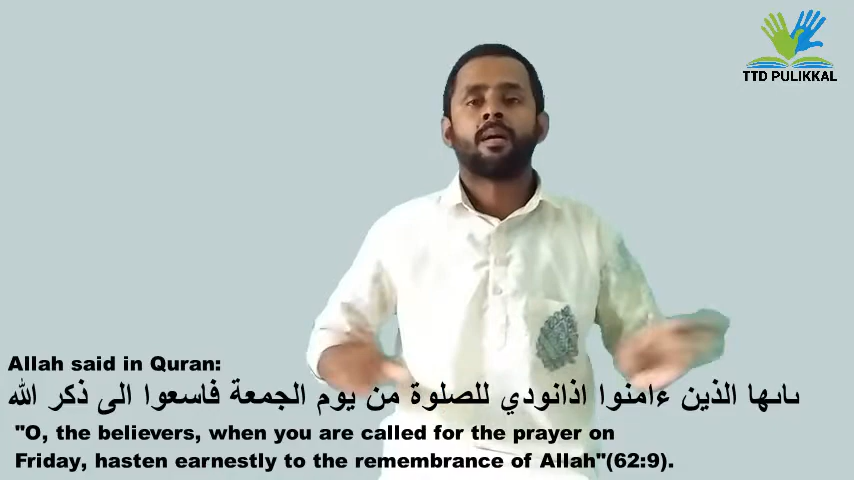 TTD PULIKKAL
Allah said in Quran:
ىاىها الذين ءامنوا اذانودي للصلوة من يوم الجمعة فاسعوا الى ذكر الله
"O, the believers, when you are called for the prayer on
Friday, hasten earnestly to the remembrance of Allah"(62:9).